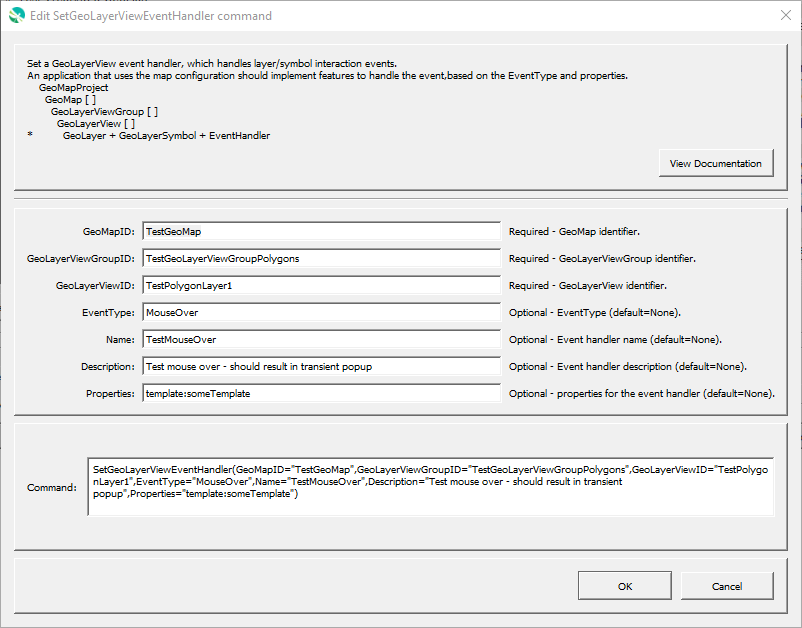 Edit SetGeoLayerViewEventHandler command
Set a GeoLayerView event handler, which handles layer/symbol interaction events.
An application that uses the map configuration should implement features to handle the event,based on the EventType and properties.
GeoMapProject
GeoMap [ ]
GeoLayerViewGroup [ ]
GeoLayerView [ ]
* GeoLayer + GeoLayerSymbol + EventHandler
View Documentation
GeoMapID: TestGeoMap Required - GeoMap identifier.
GeoLayerViewGroupID: TestGeoLayerViewGroupPolygons Required - GeoLayerViewGroup identifier.
GeoLayerViewID: TestPolygonLayer1 Required - GeoLayerView identifier.
EventType: MouseOver Optional - EventType (default=None).
Name: TestMouseOver Optional - Event handler name (default=None).
Description: Test mouse over - should result in transient popup Optional - Event handler description (default=None).
Properties: template:someTemplate Optional - properties for the event handler (default=None).
SetGeoLayerViewEventHandler(GeoMapID="TestGeoMap",GeoLayerViewGroupID="TestGeoLayerViewGroupPolygons",GeoLayerViewID="TestPolygo
Command: nLayer1",EventType="MouseOver",Name="TestMouseOver",Description="Test mouse over - should result in transient
popup",Properties="template:someTemplate")
OK Cancel